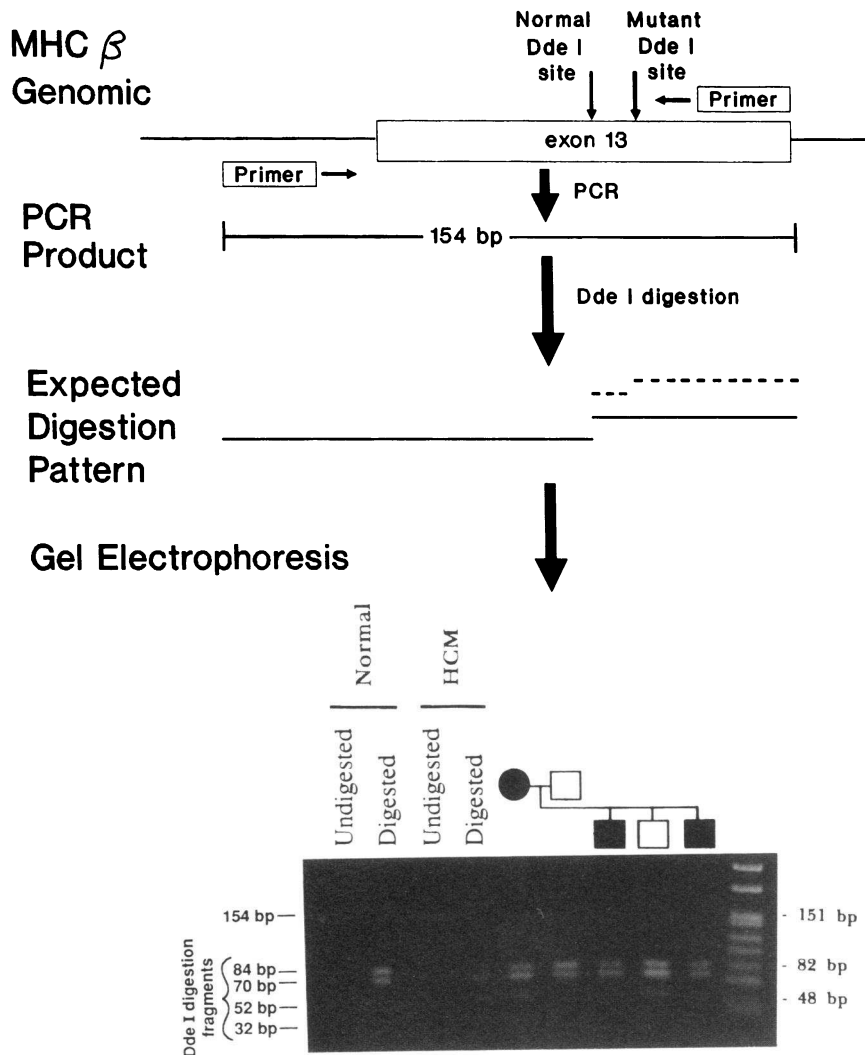 MHC β
Genomic
Normal
Dde I
site
Mutant
Dde I
site
Primer
exon 13
Primer
PCR
PCR
Product
154 bp
Dde I digestion
Expected
Digestion
Pattern
Gel Electrophoresis
Normal
HCM
Undigested
Digested
Undigested
Digested
154 bp
84 bp
70 bp
52 bp
32 bp
Dde I digestion
fragments
- 151 bp
- 82 bp
- 48 bp